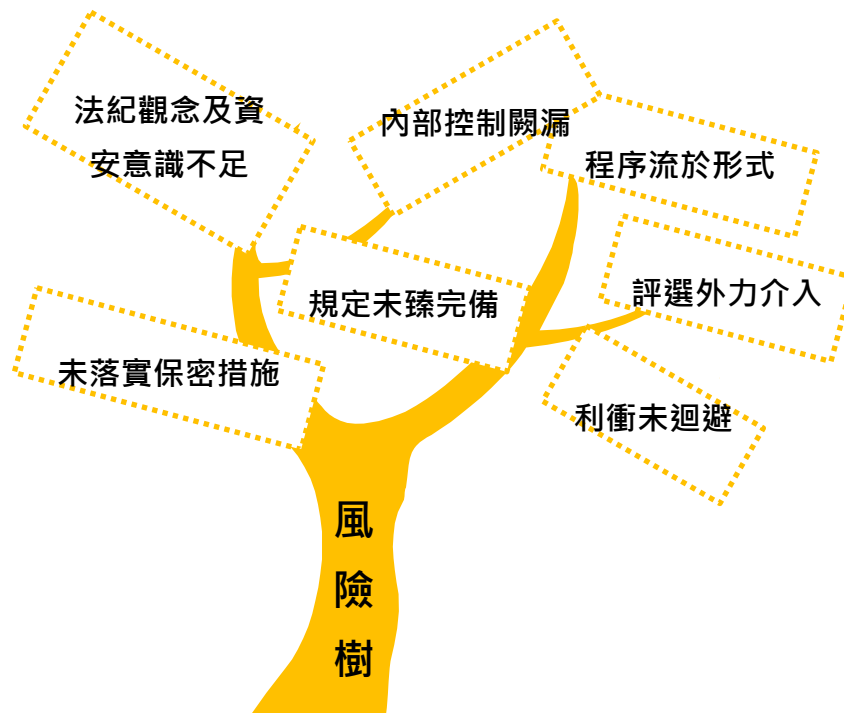 法紀觀念及資
安意識不足
內部控制闕漏
程序流於形式
規定未臻完備
評選外力介入
未落實保密措施
利衝未迴避
風
險
樹